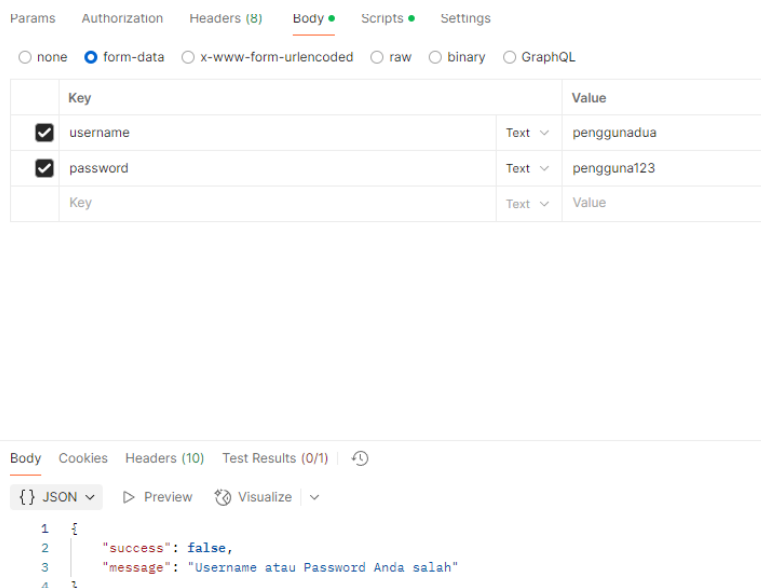 Params Authorization Headers (8) Body Scripts Settings
none form-data x-www-form-urlencoded raw binary GraphQL
Key Value
username Text penggunadua
password Text pengguna123
Key Text Value
Body Cookies Headers (10) Test Results (0/1)
{} JSON Preview Visualize
1 {
2 "success": false,
3 "message": "Username atau Password Anda salah"
4 }